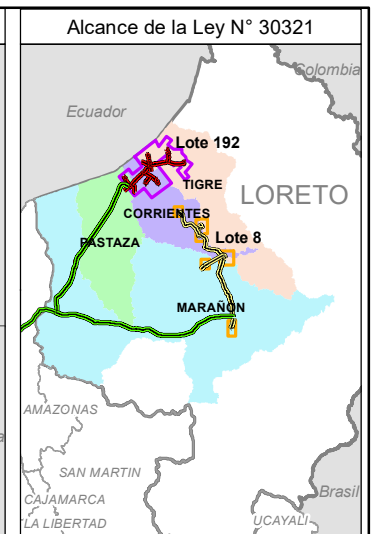 Alcance de la Ley N° 30321
Colombia
Ecuador
Lote 192
TIGRE
LORETO
CORRIENTES
Lote 8
PASTAZA
MARAÑON
AMAZONAS
SAN MARTIN
CAJAMARCA
LA LIBERTAD
Brasil
UCAYALI